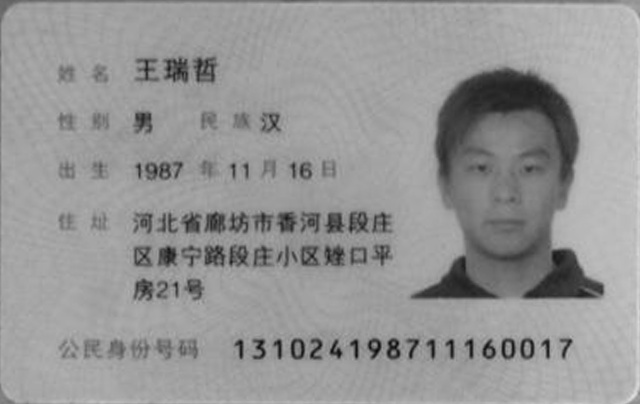 姓名 王瑞哲
性别 男 民族 汉
出生 1987 年 11 月 16 日
住址 河北省廊坊市香河县段庄
区康宁路段庄小区矬口平
房21号
公民身份号码 131024198711160017